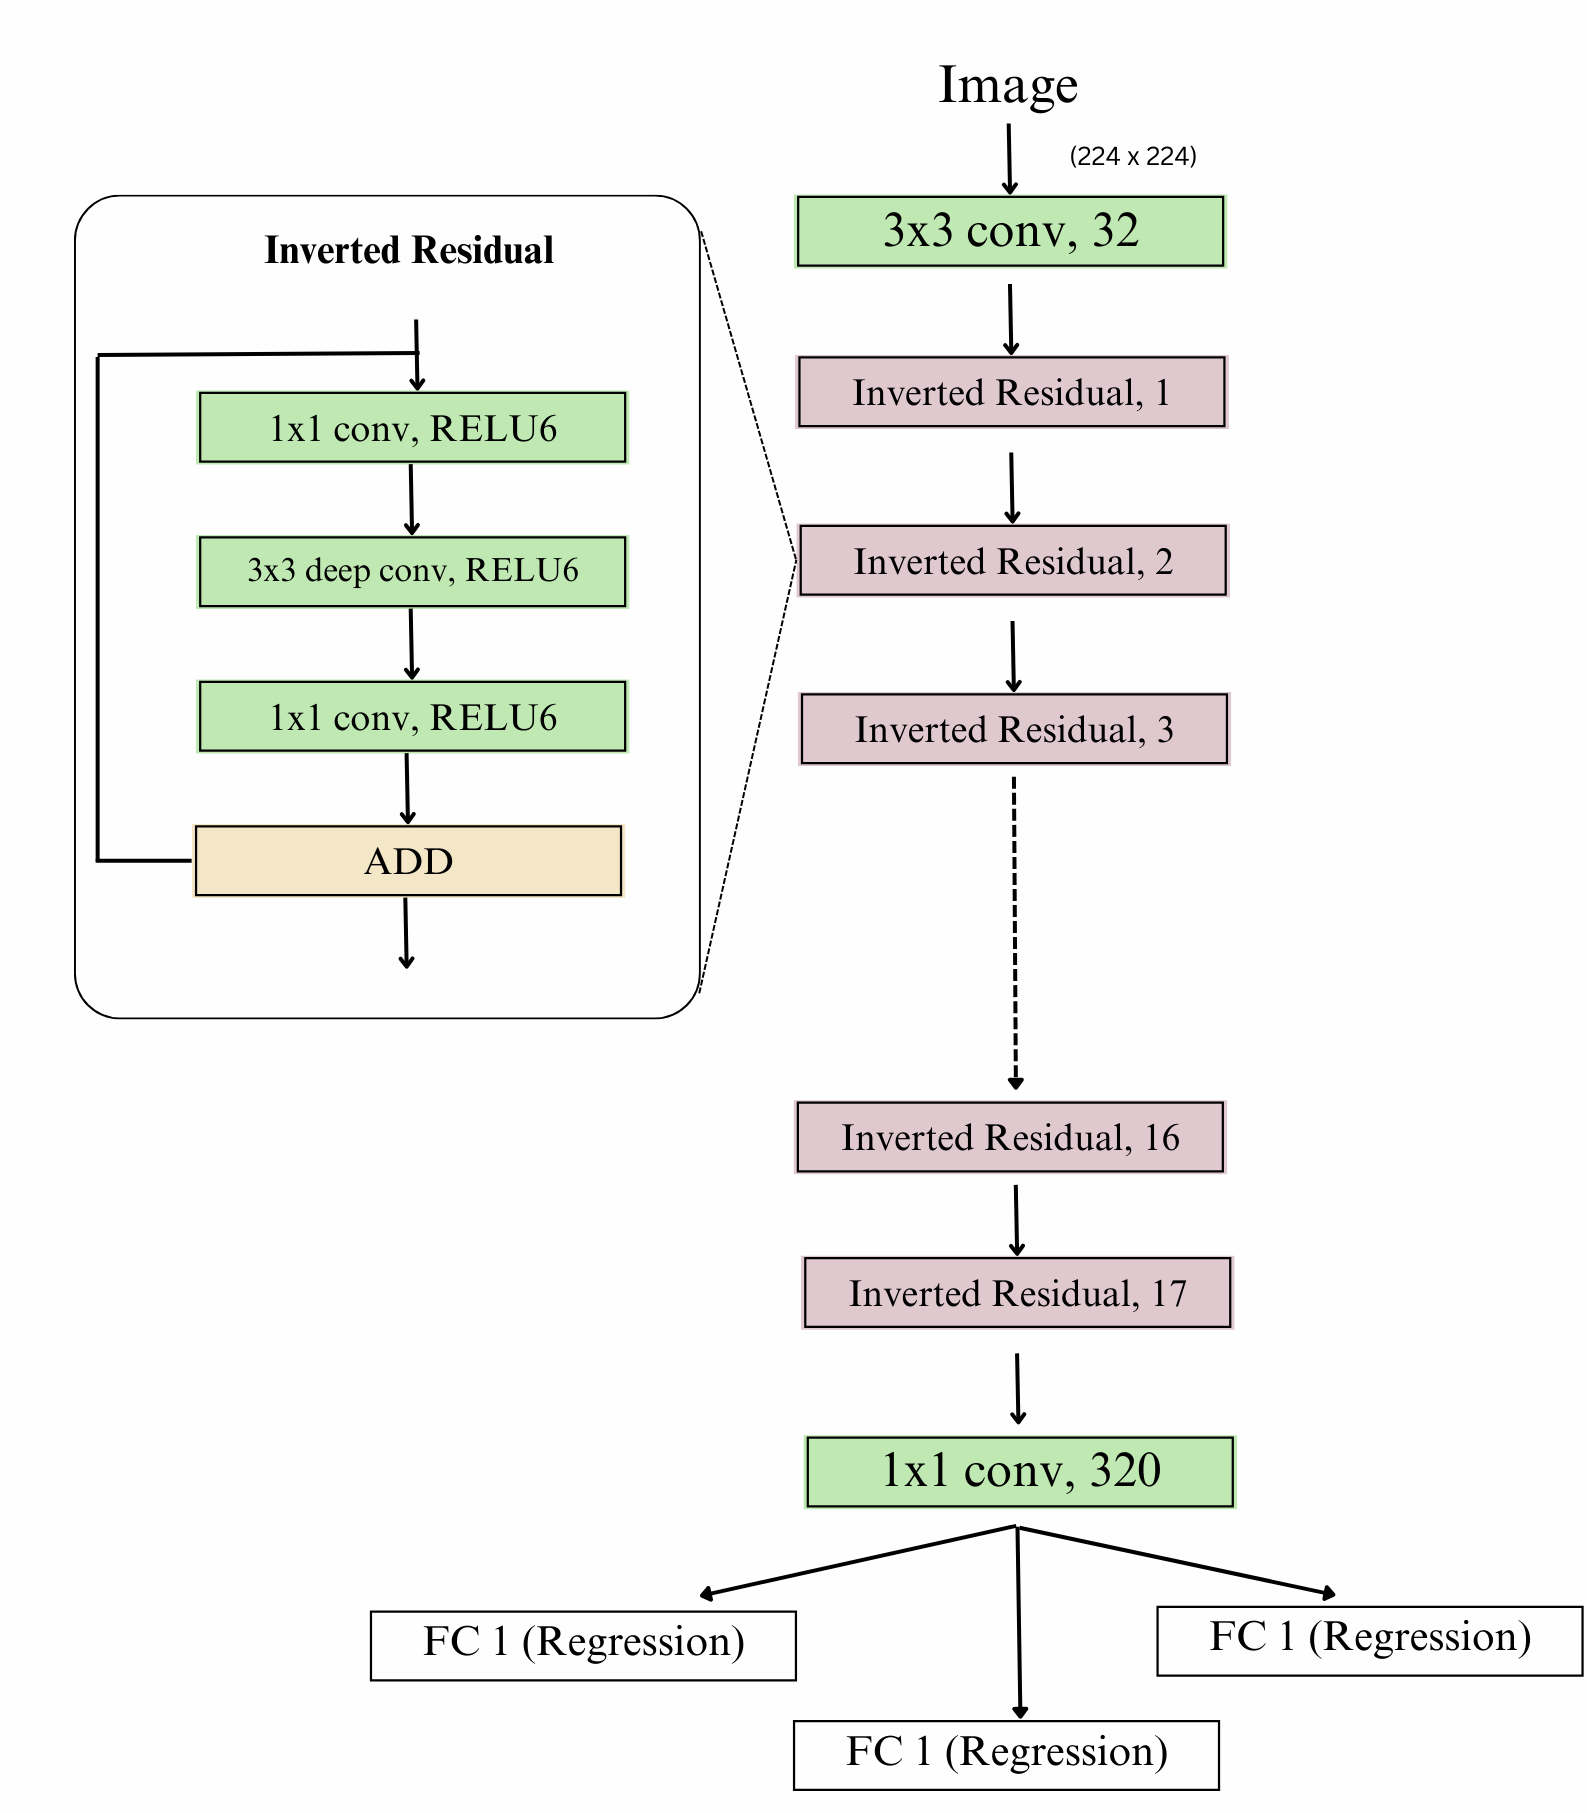 Image
(224 x 224)
3x3 conv, 32
Inverted Residual, 1
Inverted Residual, 2
Inverted Residual, 3
Inverted Residual, 16
Inverted Residual, 17
1x1 conv, 320
FC 1 (Regression)
FC 1 (Regression)
FC 1 (Regression)
Inverted Residual
1x1 conv, RELU6
3x3 deep conv, RELU6
1x1 conv, RELU6
ADD